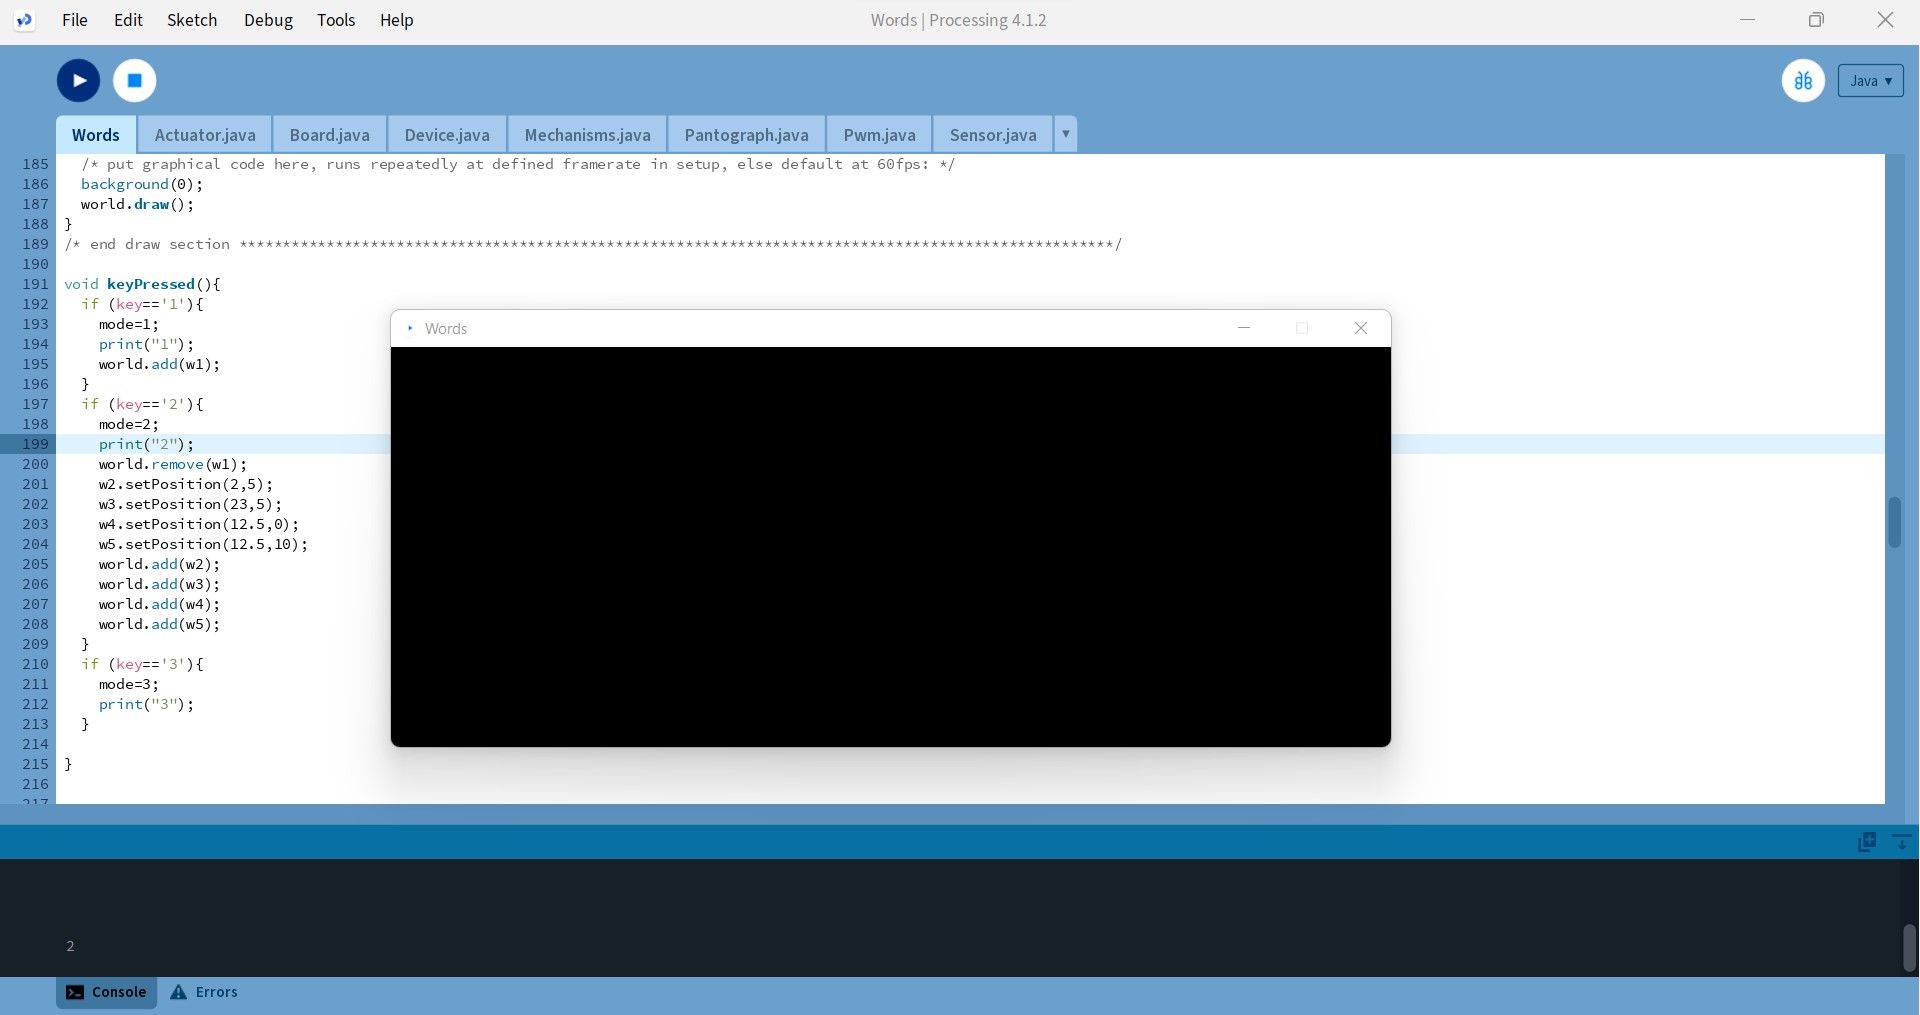 File Edit Sketch Debug Tools Help
Words | Processing 4.1.2
Java ▾
Words Actuator.java Board.java Device.java Mechanisms.java Pantograph.java Pwm.java Sensor.java ▾
185   /* put graphical code here, runs repeatedly at defined framerate in setup, else default at 60fps: */
186   background(0);
187   world.draw();
188 }
189 /* end draw section ****************************************************************************************************/
190
191 void keyPressed(){
192   if (key=='1'){
193     mode=1;
194     print("1");
195     world.add(w1);
196   }
197   if (key=='2'){
198     mode=2;
199     print("2");
200     world.remove(w1);
201     w2.setPosition(2,5);
202     w3.setPosition(23,5);
203     w4.setPosition(12.5,0);
204     w5.setPosition(12.5,10);
205     world.add(w2);
206     world.add(w3);
207     world.add(w4);
208     world.add(w5);
209   }
210   if (key=='3'){
211     mode=3;
212     print("3");
213   }
214
215 }
216
217
Words
2
Console Errors